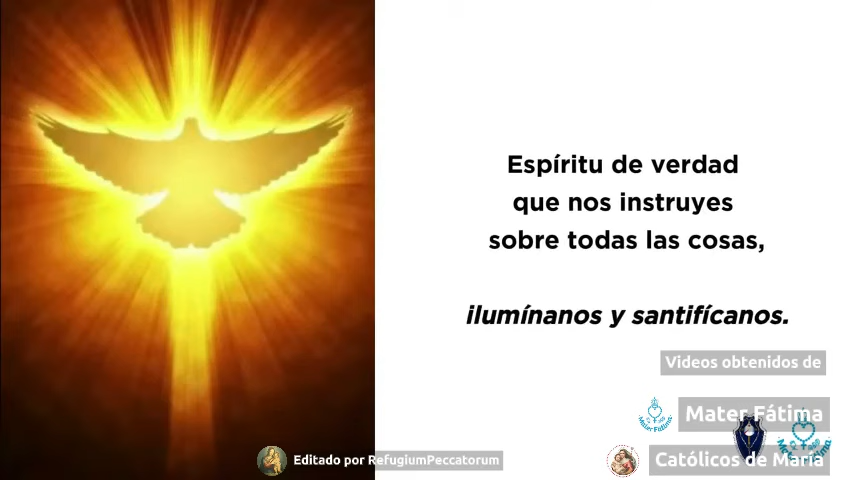 Espíritu de verdad
que nos instruyes
sobre todas las cosas,
ilumínanos y santifícanos.
Videos obtenidos de
Mater Fátima
Católicos de María
Editado por RefugiumPeccatorum